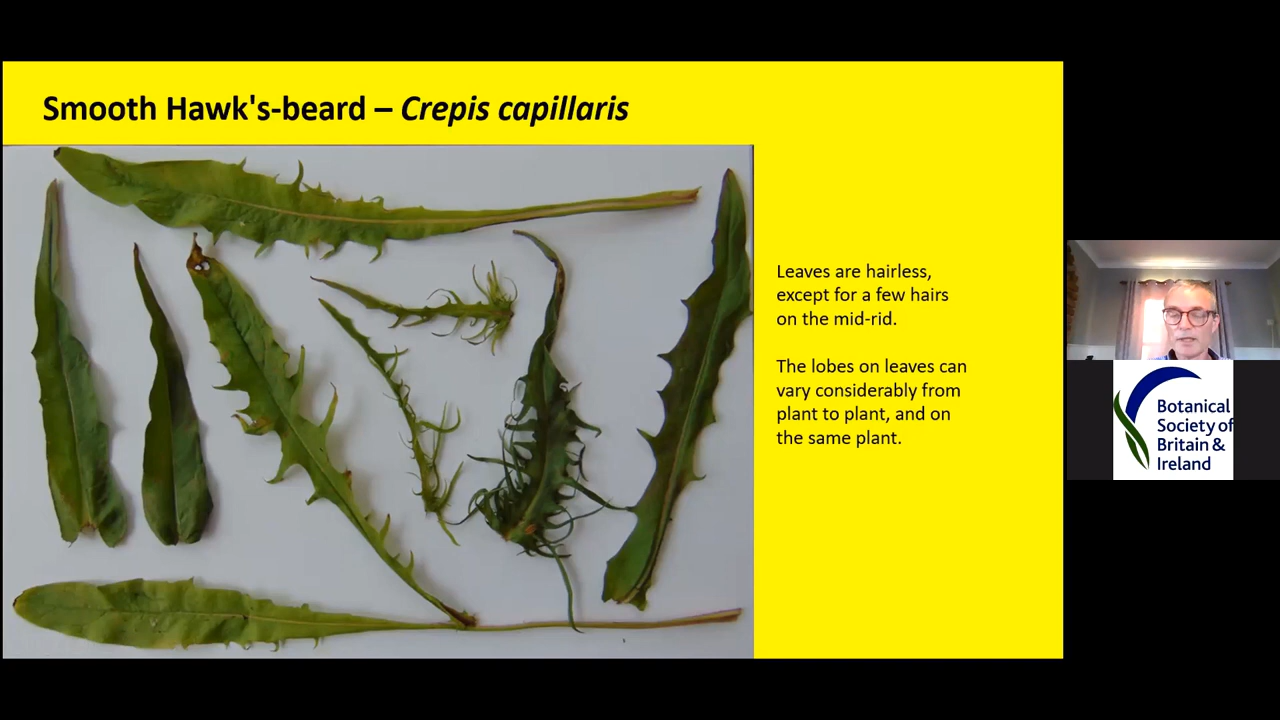 Smooth Hawk's-beard – Crepis capillaris
Leaves are hairless,
except for a few hairs
on the mid-rid.
The lobes on leaves can
vary considerably from
plant to plant, and on
the same plant.
Botanical
Society of
Britain &
Ireland